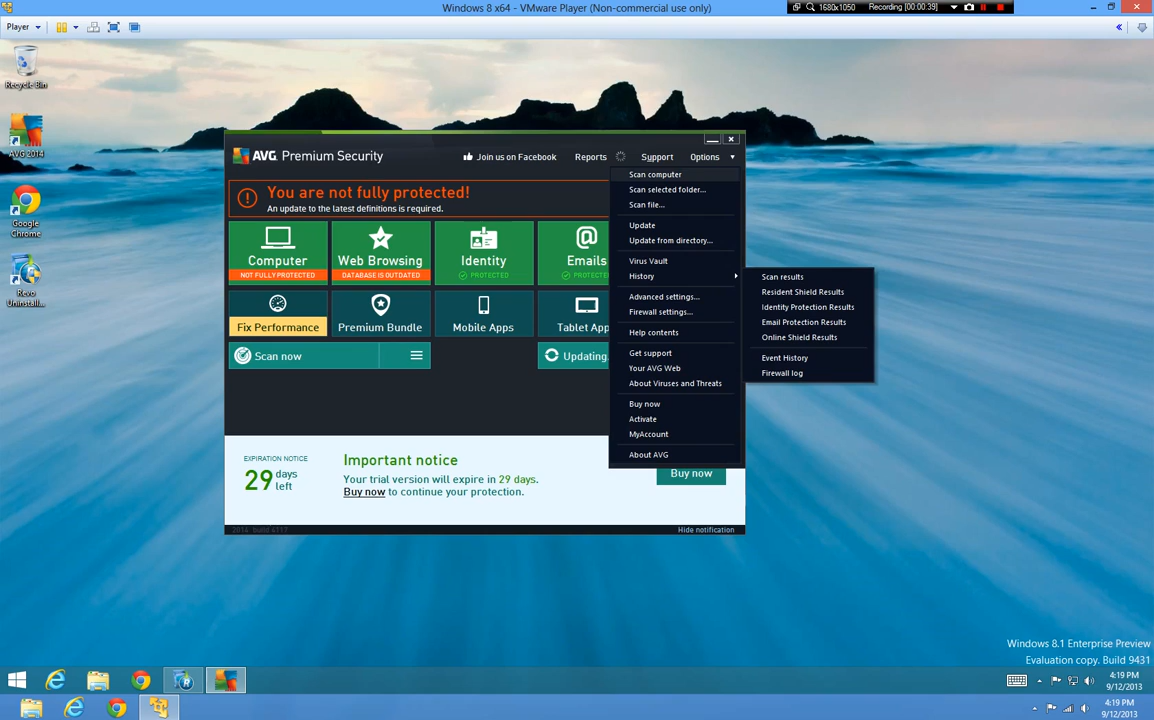 Windows 8 x64 - VMware Player (Non-commercial use only)
1680x1050
Recording [00:00:39]
Player
Recycle Bin
AVG 2014
Google
Chrome
Revo
Uninstall...
AVG. Premium Security
Join us on Facebook
Reports
Support
Options
You are not fully protected!
An update to the latest definitions is required.
Computer
NOT FULLY PROTECTED
Web Browsing
DATABASE IS OUTDATED
Identity
PROTECTED
Emails
PROTECTED
Fix Performance
Premium Bundle
Mobile Apps
Tablet App
Scan now
Updating.
Scan computer
Scan selected folder...
Scan file...
Update
Update from directory...
Virus Vault
History
Advanced settings...
Firewall settings...
Help contents
Get support
Your AVG Web
About Viruses and Threats
Buy now
Activate
MyAccount
About AVG
Scan results
Resident Shield Results
Identity Protection Results
Email Protection Results
Online Shield Results
Event History
Firewall log
EXPIRATION NOTICE
29 days
left
Important notice
Your trial version will expire in 29 days.
Buy now to continue your protection.
Buy now
2014 build 4117
Hide notification
Windows 8.1 Enterprise Preview
Evaluation copy. Build 9431
4:19 PM
9/12/2013
4:19 PM
9/12/2013